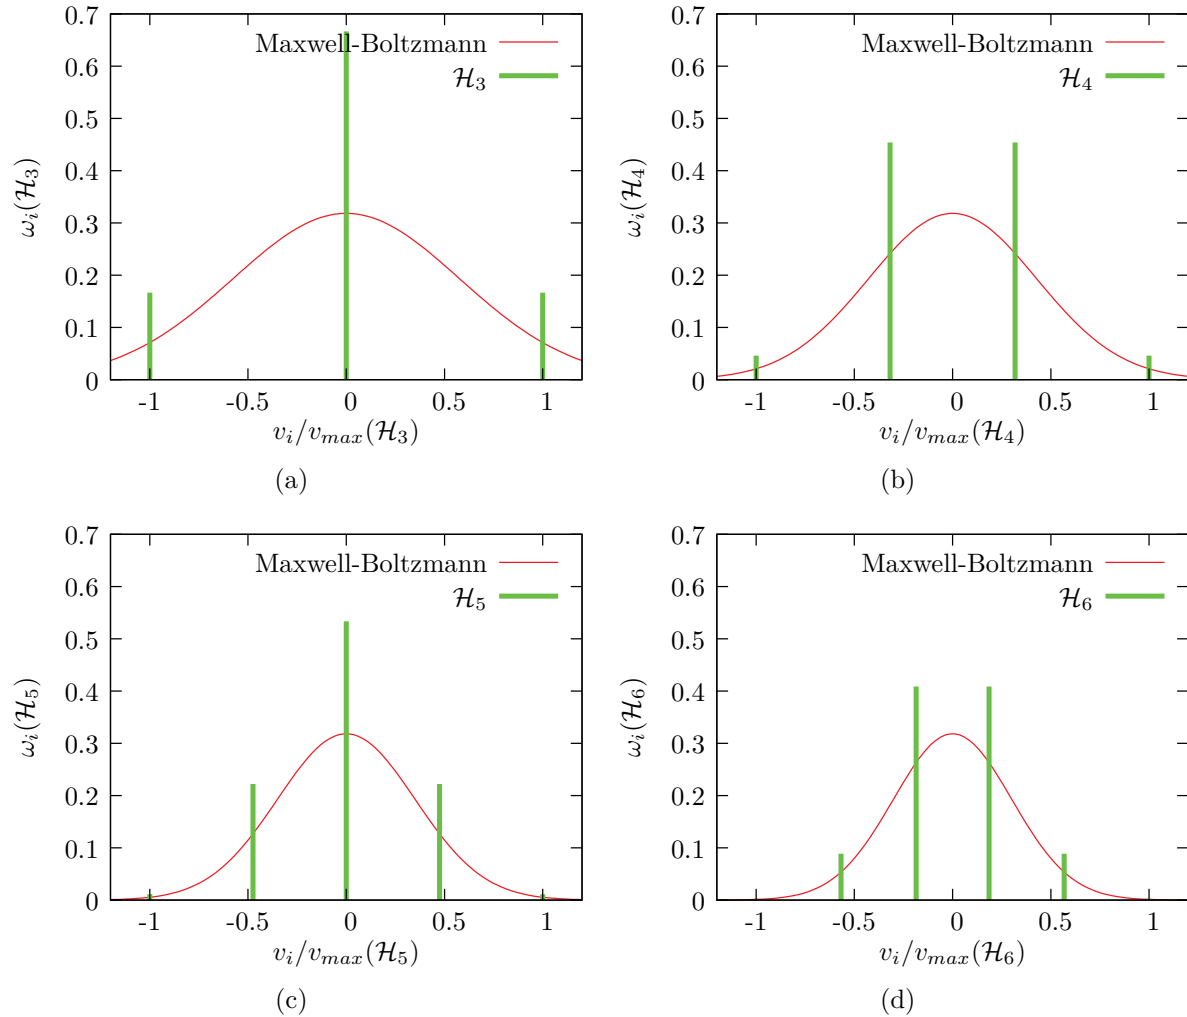 0.7
0.6
0.5
0.4
0.3
0.2
0.1
0
-1
-0.5
0
0.5
1
ωi(ℋ3)
vi/vmax(ℋ3)
Maxwell-Boltzmann
ℋ3
(a)
0.7
0.6
0.5
0.4
0.3
0.2
0.1
0
-1
-0.5
0
0.5
1
ωi(ℋ4)
vi/vmax(ℋ4)
Maxwell-Boltzmann
ℋ4
(b)
0.7
0.6
0.5
0.4
0.3
0.2
0.1
0
-1
-0.5
0
0.5
1
ωi(ℋ5)
vi/vmax(ℋ5)
Maxwell-Boltzmann
ℋ5
(c)
0.7
0.6
0.5
0.4
0.3
0.2
0.1
0
-1
-0.5
0
0.5
1
ωi(ℋ6)
vi/vmax(ℋ6)
Maxwell-Boltzmann
ℋ6
(d)